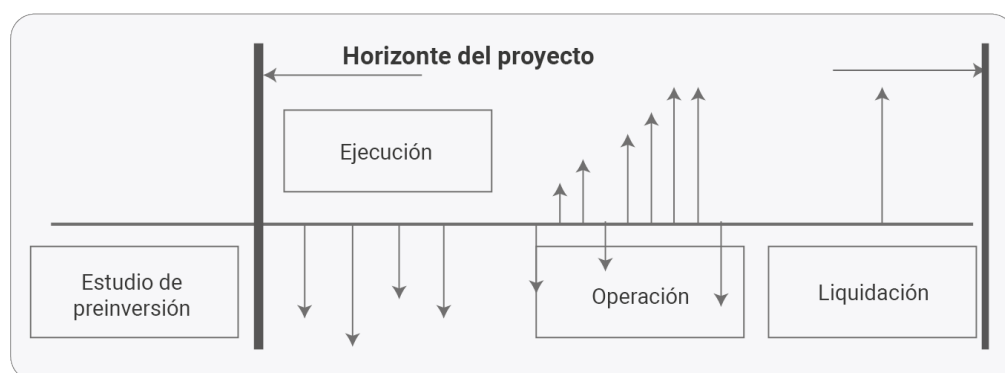 Horizonte del proyecto
Ejecución
Estudio de
preinversión
Operación
Liquidación